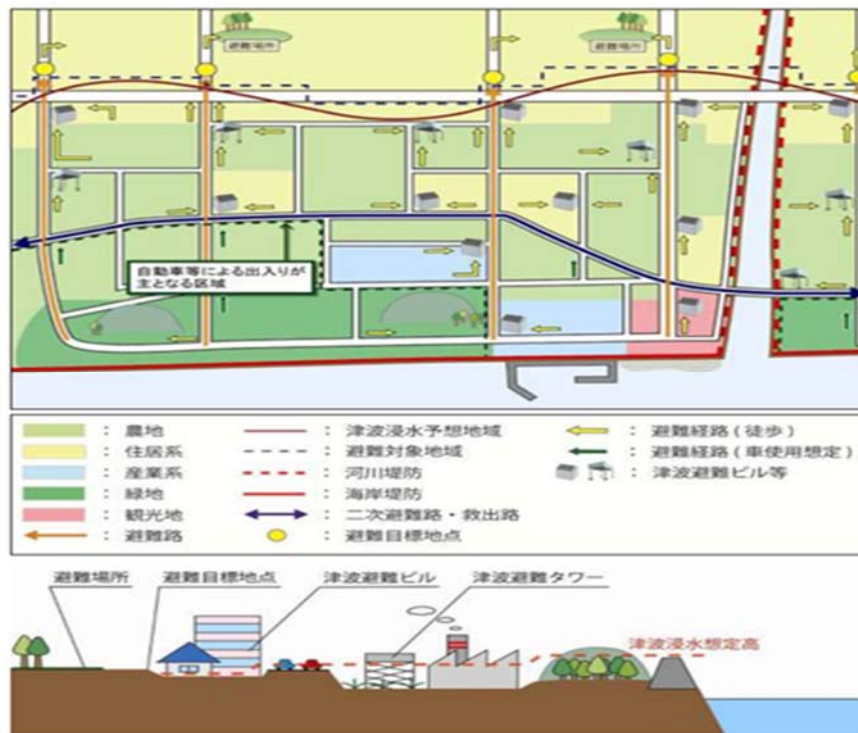 避難場所
避難場所
自動車等による出入りが
主となる区域
：農地
：住居系
：産業系
：緑地
：観光地
：避難路
：津波浸水予想地域
：避難対象地域
：河川堤防
：海岸堤防
：二次避難路・救出路
：避難目標地点
：避難経路(徒歩)
：避難経路(車使用想定)
：津波避難ビル等
避難場所
避難目標地点
津波避難ビル
津波避難タワー
津波浸水想定高